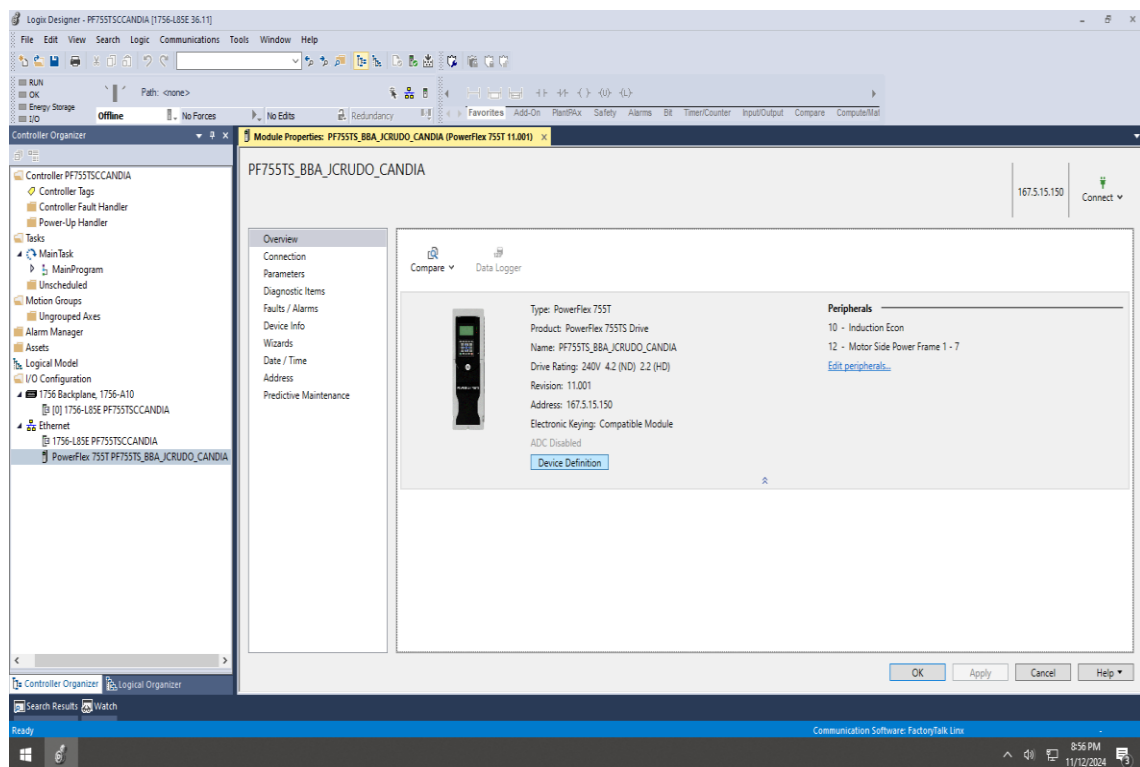 Logix Designer - PF755TSCCANDIA [1756-L85E 36.11]
File Edit View Search Logic Communications Tools Window Help
RUN
OK
Energy Storage
I/O
Path: <none>
Offline No Forces No Edits Redundancy
Favorites Add-On PlantPAx Safety Alarms Bit Timer/Counter Input/Output Compare Compute/Mat
Controller Organizer
Module Properties: PF755TS_BBA_JCRUDO_CANDIA (PowerFlex 755T 11.001)
Controller PF755TSCCANDIA
Controller Tags
Controller Fault Handler
Power-Up Handler
Tasks
MainTask
MainProgram
Unscheduled
Motion Groups
Ungrouped Axes
Alarm Manager
Assets
Logical Model
I/O Configuration
1756 Backplane, 1756-A10
[0] 1756-L85E PF755TSCCANDIA
Ethernet
1756-L85E PF755TSCCANDIA
PowerFlex 755T PF755TS_BBA_JCRUDO_CANDIA
Controller Organizer Logical Organizer
PF755TS_BBA_JCRUDO_CANDIA
167.5.15.150
Connect
Overview
Connection
Parameters
Diagnostic Items
Faults / Alarms
Device Info
Wizards
Date / Time
Address
Predictive Maintenance
Compare Data Logger
Type: PowerFlex 755T
Product: PowerFlex 755TS Drive
Name: PF755TS_BBA_JCRUDO_CANDIA
Drive Rating: 240V 4.2 (ND) 2.2 (HD)
Revision: 11.001
Address: 167.5.15.150
Electronic Keying: Compatible Module
ADC Disabled
Device Definition
Peripherals
10 - Induction Econ
12 - Motor Side Power Frame 1 - 7
Edit peripherals...
OK Apply Cancel Help
Search Results Watch
Ready
Communication Software: FactoryTalk Linx
8:56 PM
11/12/2024